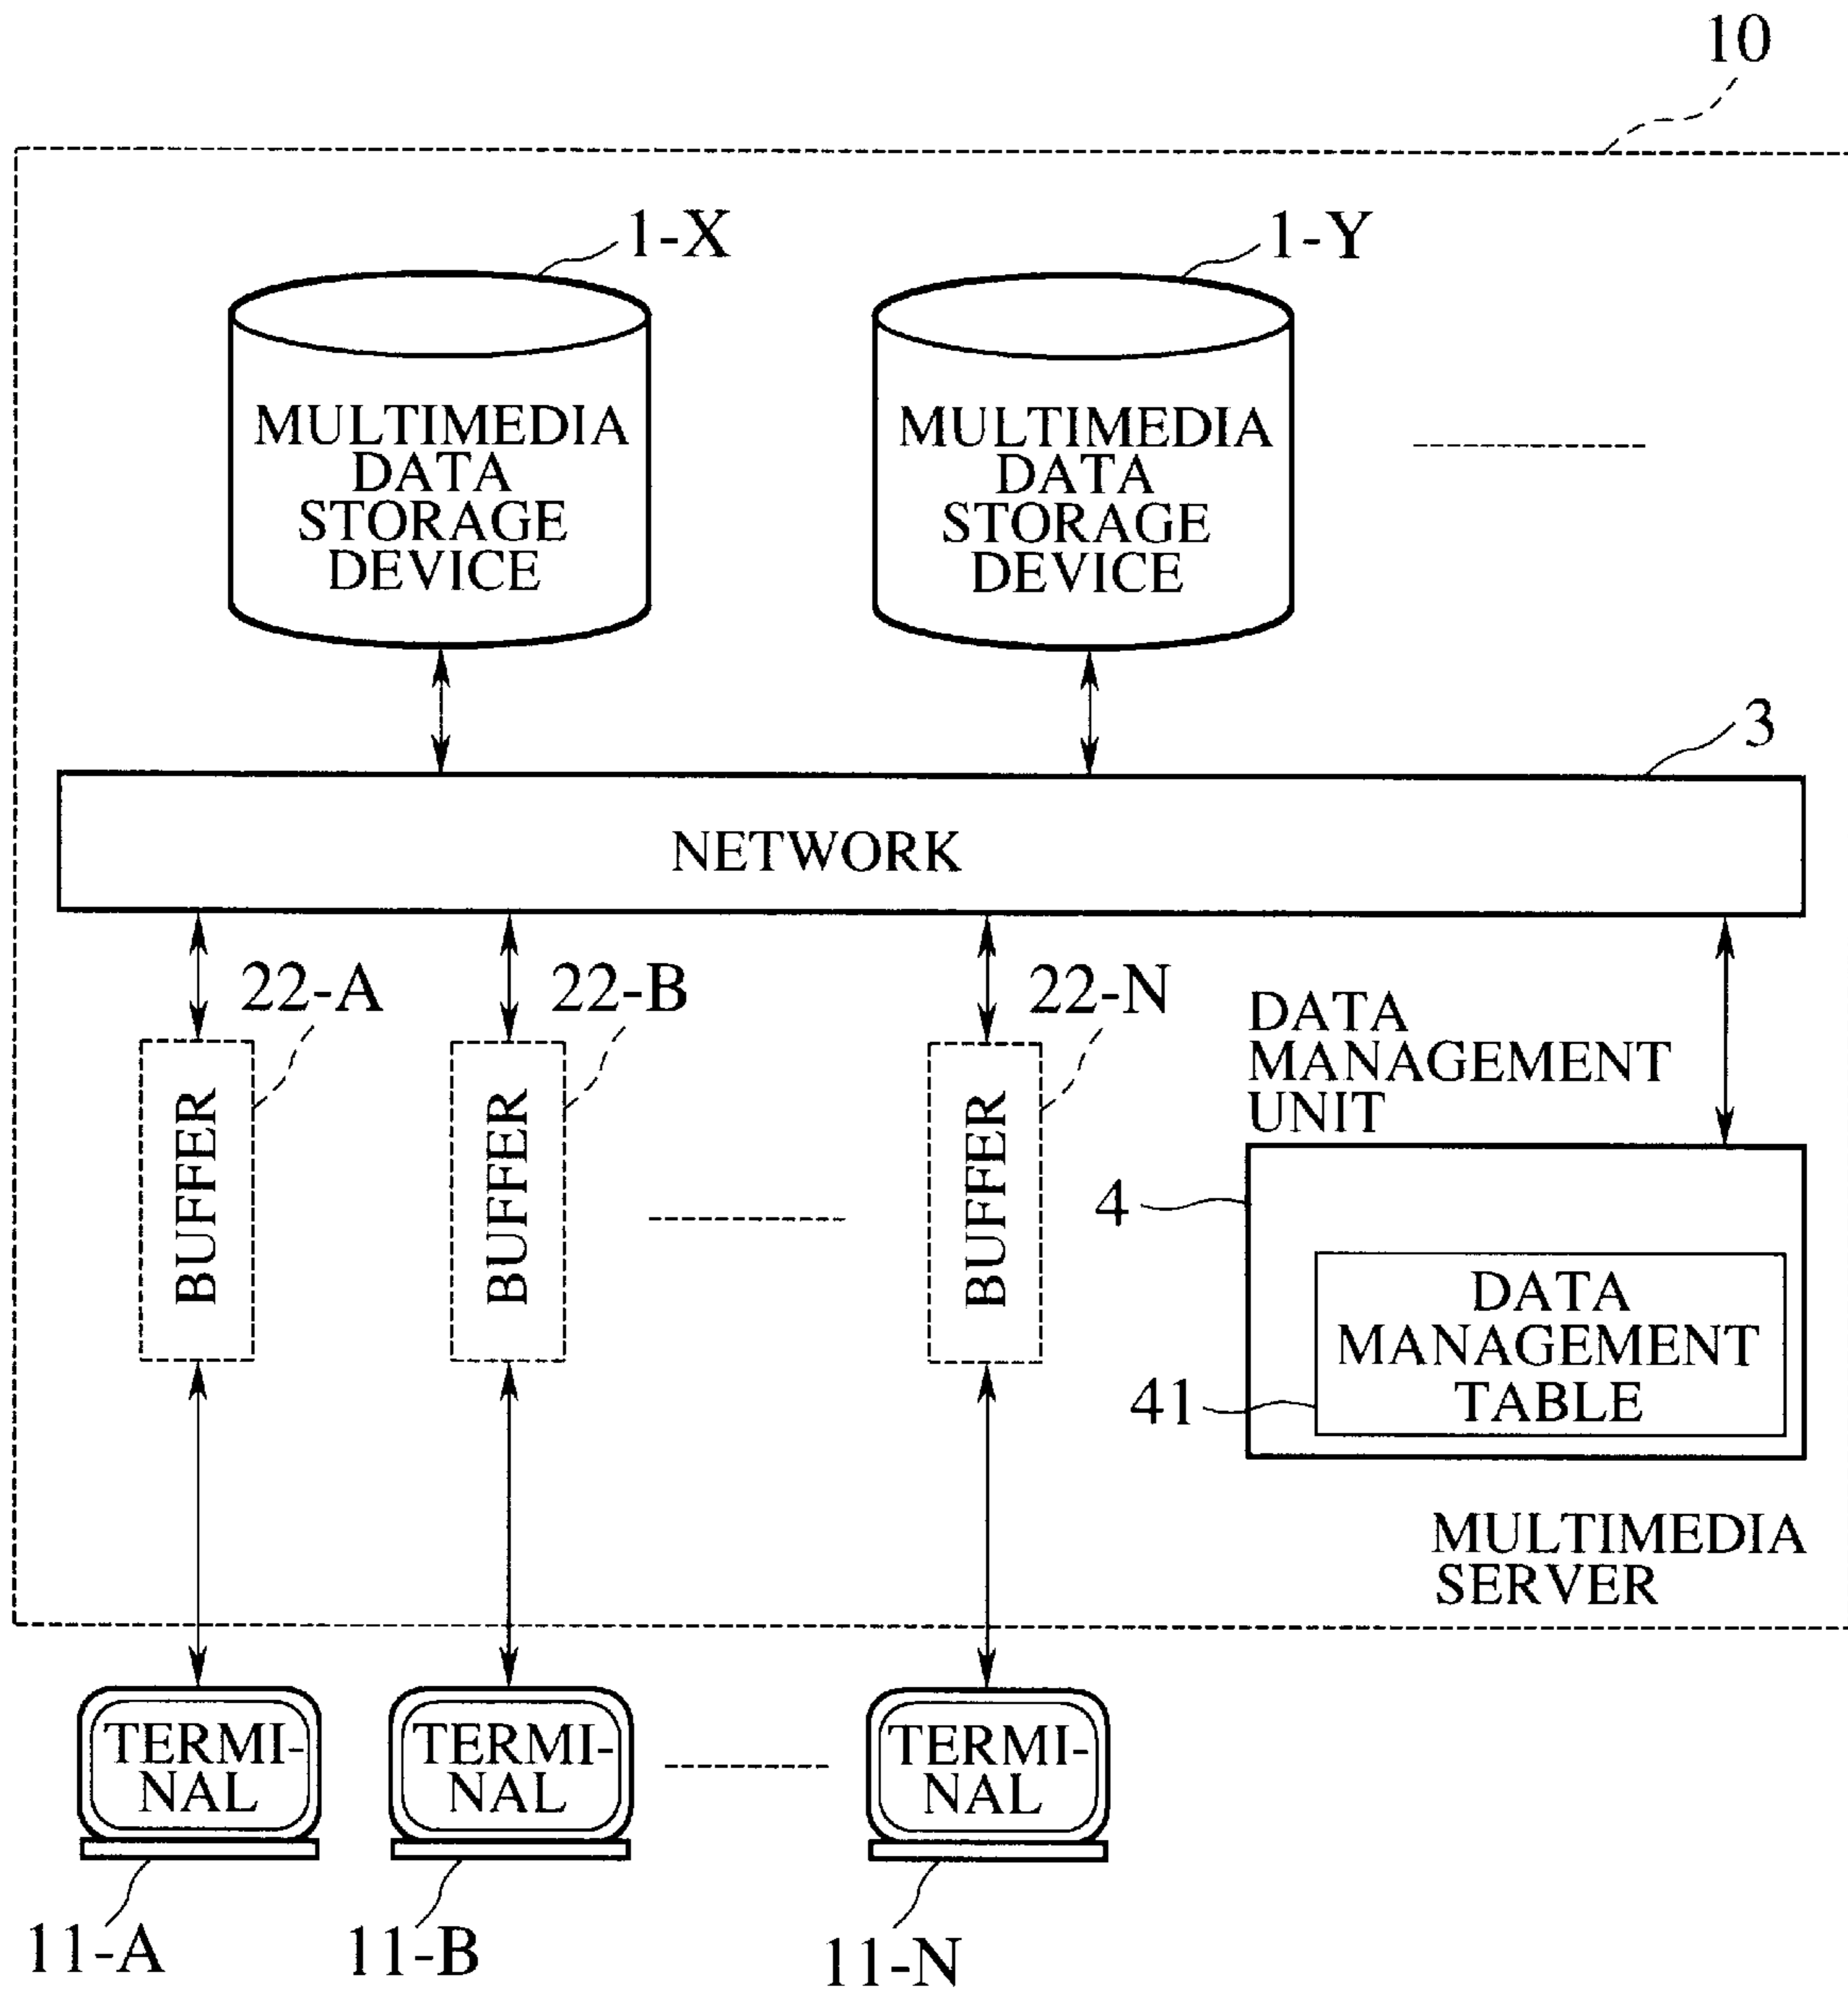 10
1-X
1-Y
MULTIMEDIA
DATA
STORAGE
DEVICE
MULTIMEDIA
DATA
STORAGE
DEVICE
3
NETWORK
22-A
22-B
22-N
DATA
MANAGEMENT
UNIT
BUFFER
BUFFER
BUFFER
4
DATA
MANAGEMENT
TABLE
41
MULTIMEDIA
SERVER
TERMI-
NAL
TERMI-
NAL
TERMI-
NAL
11-A
11-B
11-N